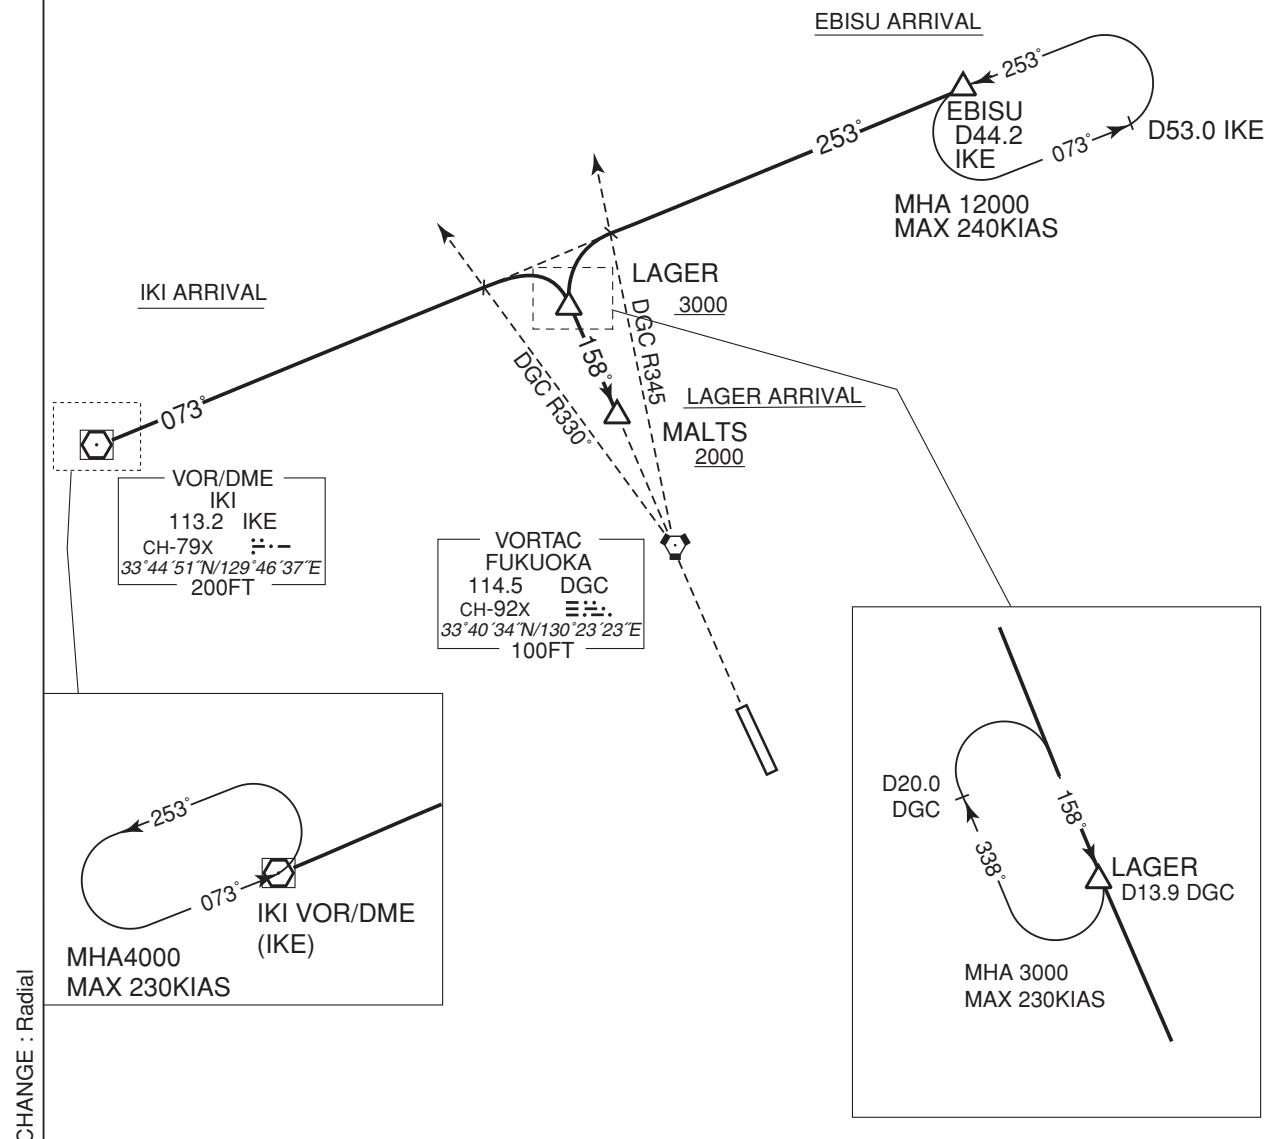 EBISU ARRIVAL
253°
253°
EBISU
D44.2
IKE
073°
D53.0 IKE
MHA 12000
MAX 240KIAS
IKI ARRIVAL
LAGER
3000
DGC R345
158°
DGC R330°
LAGER ARRIVAL
MALTS
2000
073°
VOR/DME
IKI
113.2 IKE
CH-79X
33°44´51˝N/129°46´37˝E
200FT
VORTAC
FUKUOKA
114.5 DGC
CH-92X
33°40´34˝N/130°23´23˝E
100FT
253°
073°
IKI VOR/DME
(IKE)
MHA4000
MAX 230KIAS
D20.0
DGC
158°
338°
LAGER
D13.9 DGC
MHA 3000
MAX 230KIAS
CHANGE : Radial